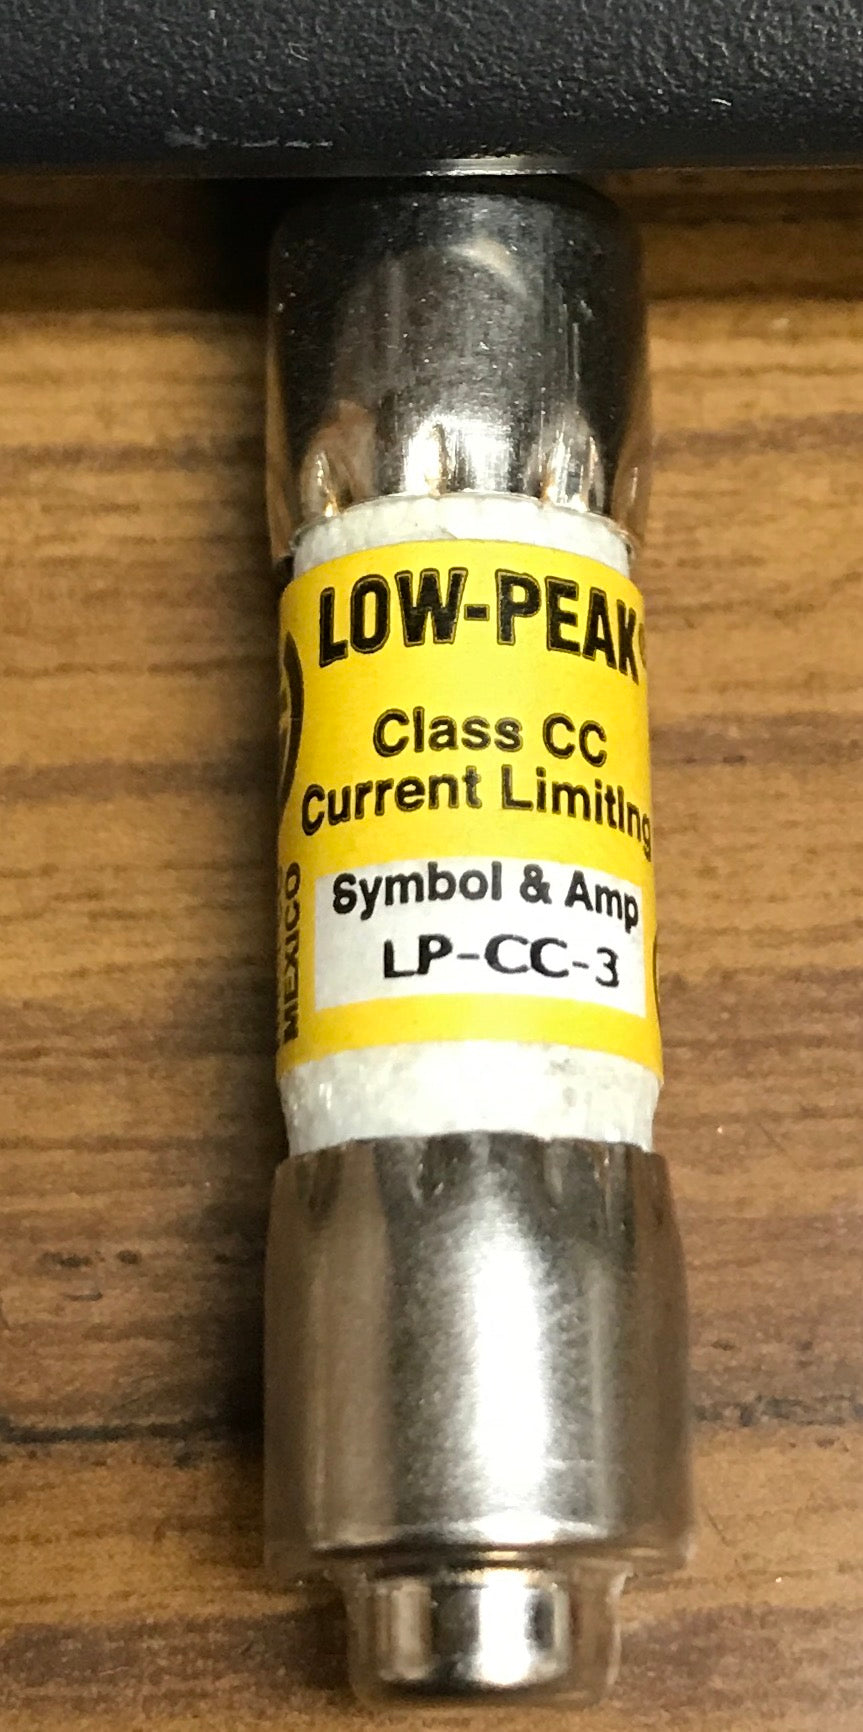 LOW-PEAK
Class CC
Current Limiting
Symbol & Amp
LP-CC-3
MEXICO